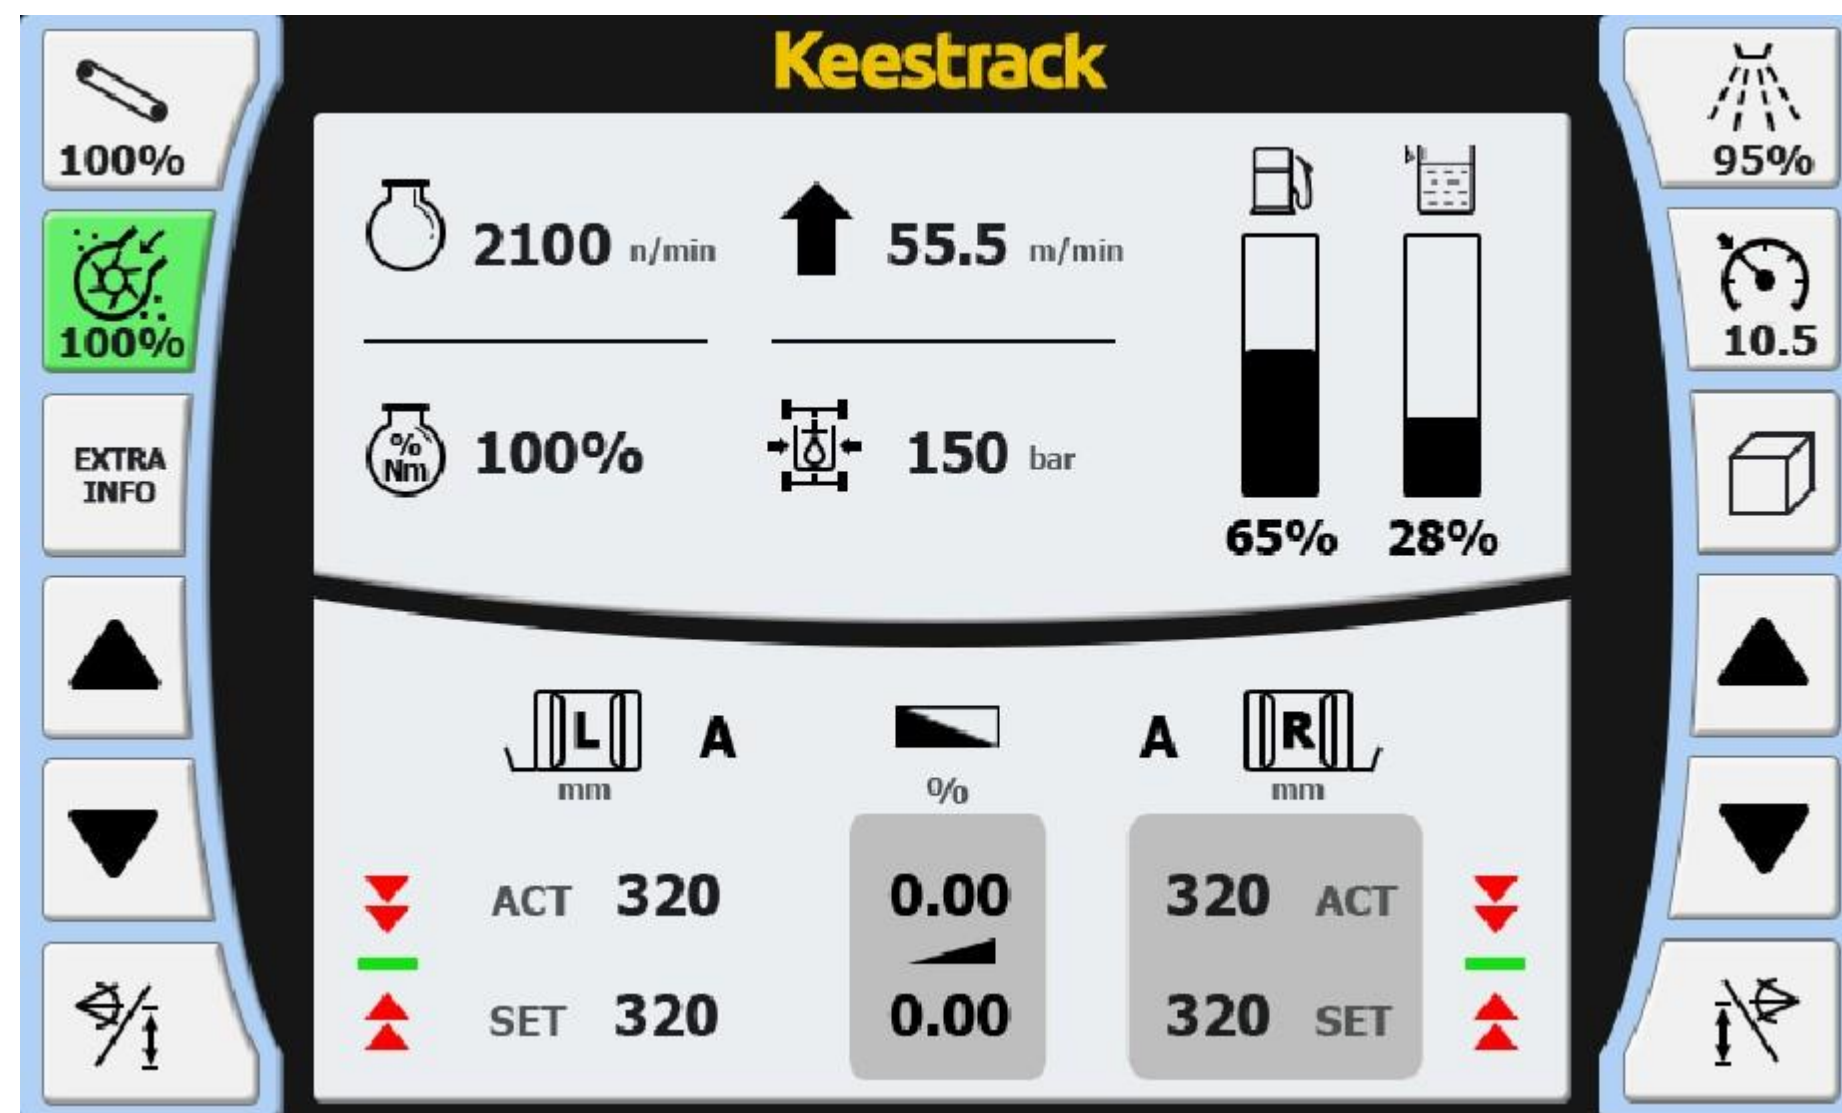 Keestrack
100%
95%
2100 n/min
55.5 m/min
100%
10.5
EXTRA
INFO
%
Nm
100%
150 bar
65%
28%
L
A
A
R
mm
%
mm
ACT 320
0.00
320 ACT
SET 320
0.00
320 SET